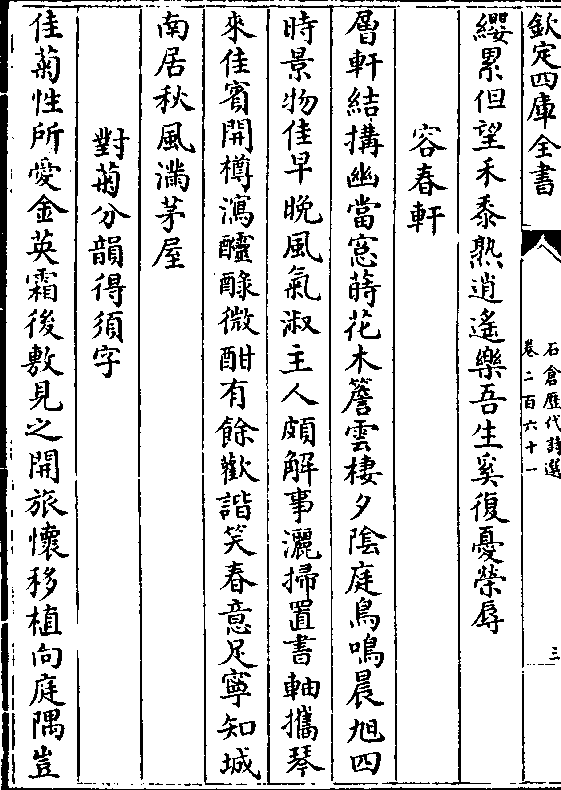 欽定四庫全書
石倉歷代詩選
卷二百六十一
三
纓累但望禾黍熟逍遙樂吾生奚復憂榮辱
容春軒
層軒結搆幽當窓蒔花木簷雲棲夕陰庭鳥鳴晨旭四
時景物佳早晚風氣淑主人頗解事灑掃置書軸攜琴
來佳賓開樽瀉醽醁微酣有餘歡諧笑春意足寧知城
南居秋風滿茅屋
對菊分韻得須字
佳菊性所愛金英霜後敷見之開旅懷移植向庭隅豈